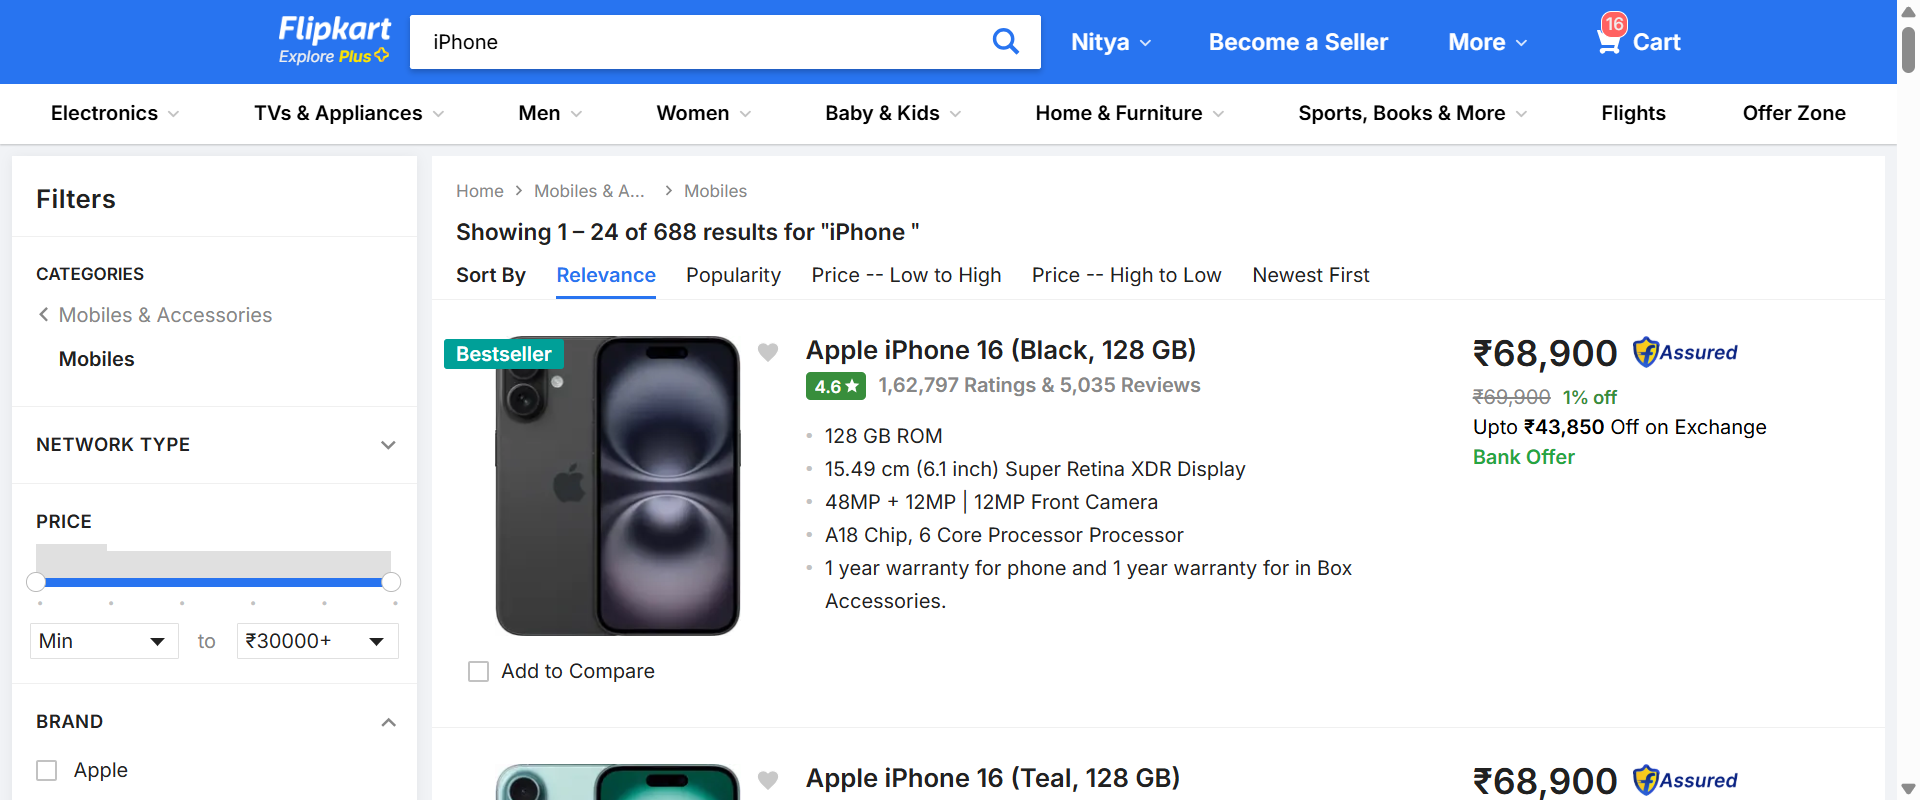 Flipkart
Explore Plus
iPhone
Nitya
Become a Seller
More
16
Cart
Electronics
TVs & Appliances
Men
Women
Baby & Kids
Home & Furniture
Sports, Books & More
Flights
Offer Zone
Filters
CATEGORIES
Mobiles & Accessories
Mobiles
NETWORK TYPE
PRICE
Min
to
₹30000+
BRAND
Apple
Home
Mobiles & A...
Mobiles
Showing 1 – 24 of 688 results for "iPhone "
Sort By
Relevance
Popularity
Price -- Low to High
Price -- High to Low
Newest First
Bestseller
Apple iPhone 16 (Black, 128 GB)
4.6★ 1,62,797 Ratings & 5,035 Reviews
128 GB ROM
15.49 cm (6.1 inch) Super Retina XDR Display
48MP + 12MP | 12MP Front Camera
A18 Chip, 6 Core Processor Processor
1 year warranty for phone and 1 year warranty for in Box
Accessories.
₹68,900
f Assured
₹69,900 1% off
Upto ₹43,850 Off on Exchange
Bank Offer
Add to Compare
Apple iPhone 16 (Teal, 128 GB)
₹68,900
f Assured